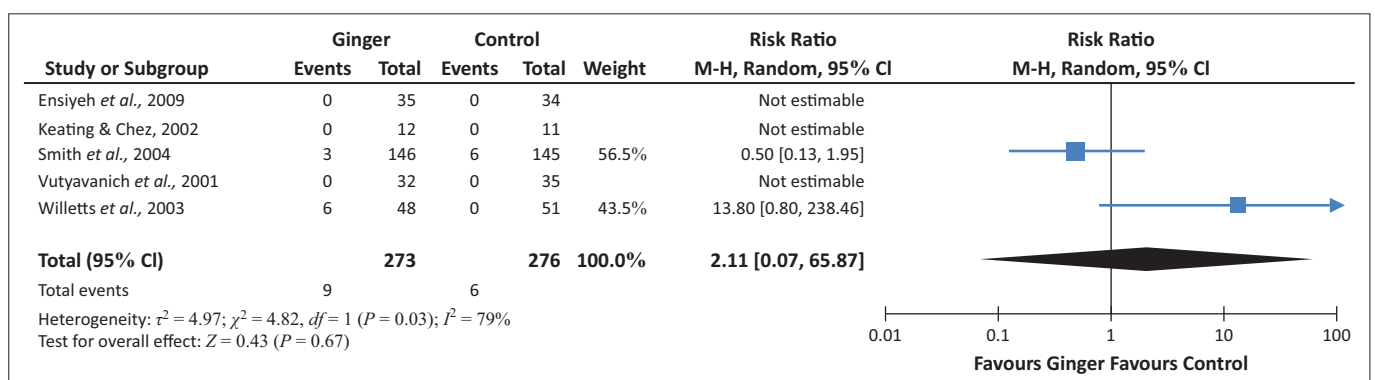 Ginger Control Risk Ratio Risk Ratio
Study or Subgroup Events Total Events Total Weight M-H, Random, 95% CI M-H, Random, 95% CI
Ensiyeh et al., 2009 0 35 0 34 Not estimable
Keating & Chez, 2002 0 12 0 11 Not estimable
Smith et al., 2004 3 146 6 145 56.5% 0.50 [0.13, 1.95]
Vutyavanich et al., 2001 0 32 0 35 Not estimable
Willetts et al., 2003 6 48 0 51 43.5% 13.80 [0.80, 238.46]
Total (95% CI) 273 276 100.0% 2.11 [0.07, 65.87]
Total events 9 6
Heterogeneity: τ² = 4.97; χ² = 4.82, df = 1 (P = 0.03); I² = 79%
Test for overall effect: Z = 0.43 (P = 0.67)
0.01 0.1 1 10 100
Favours Ginger Favours Control